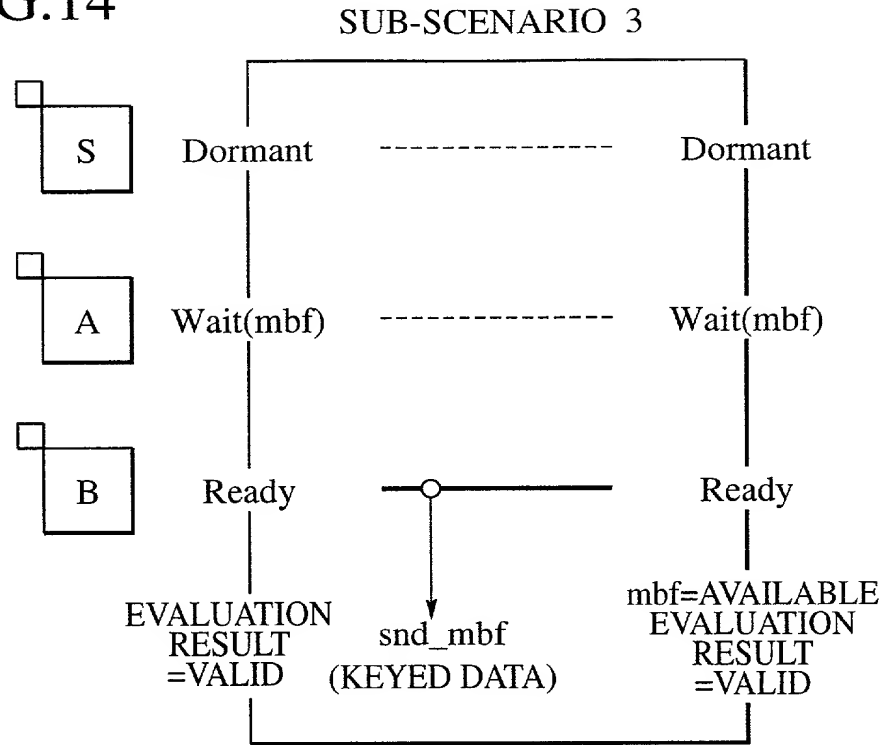 G.14
SUB-SCENARIO 3
S Dormant Dormant
A Wait(mbf) Wait(mbf)
B Ready Ready
EVALUATION
RESULT
=VALID
snd_mbf
(KEYED DATA)
mbf=AVAILABLE
EVALUATION
RESULT
=VALID